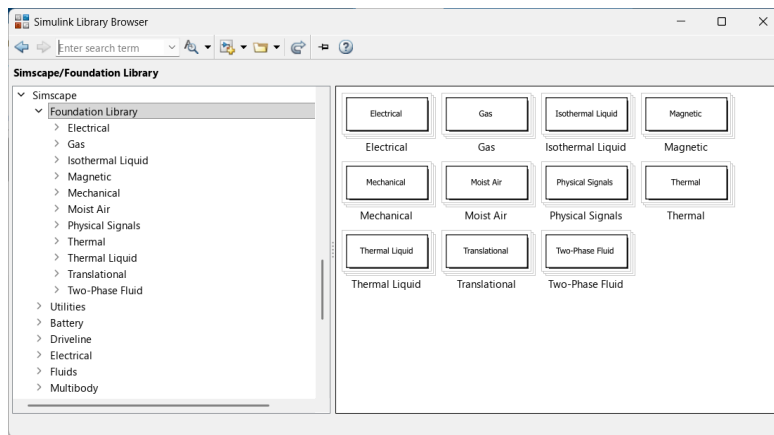 Simulink Library Browser
Enter search term
Simscape/Foundation Library
Simscape
Foundation Library
Electrical
Gas
Isothermal Liquid
Magnetic
Mechanical
Moist Air
Physical Signals
Thermal
Thermal Liquid
Translational
Two-Phase Fluid
Utilities
Battery
Driveline
Electrical
Fluids
Multibody
Electrical Gas Isothermal Liquid Magnetic
Electrical Gas Isothermal Liquid Magnetic
Mechanical Moist Air Physical Signals Thermal
Mechanical Moist Air Physical Signals Thermal
Thermal Liquid Translational Two-Phase Fluid
Thermal Liquid Translational Two-Phase Fluid